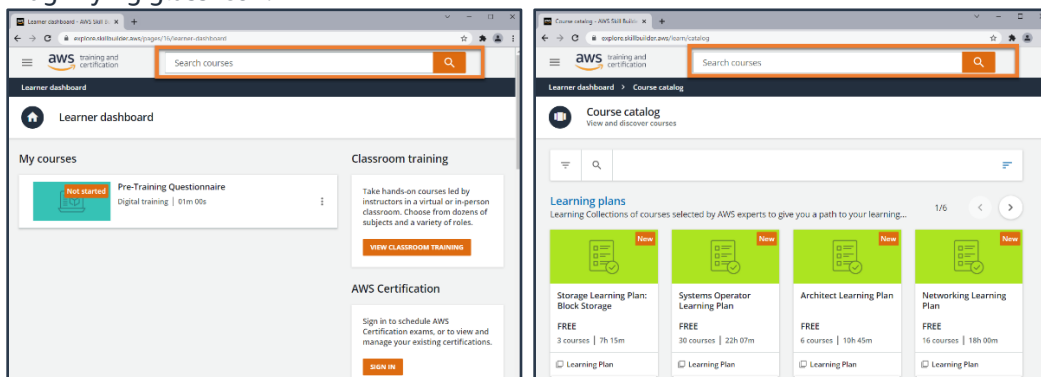 Learner dashboard - AWS Skill B
explore.skillbuilder.aws/pages/16/learner-dashboard
aws training and certification
Search courses
Learner dashboard
Learner dashboard
My courses
Not started
Pre-Training Questionnaire
Digital training | 01m 00s
Classroom training
Take hands-on courses led by
instructors in a virtual or in-person
classroom. Choose from dozens of
subjects and a variety of roles.
VIEW CLASSROOM TRAINING
AWS Certification
Sign in to schedule AWS
Certification exams, or to view and
manage your existing certifications.
SIGN IN
Course catalog - AWS Skill Builde
explore.skillbuilder.aws/learn/catalog
aws training and certification
Search courses
Learner dashboard > Course catalog
Course catalog
View and discover courses
Learning plans
Learning Collections of courses selected by AWS experts to give you a path to your learning...
1/6
New
Storage Learning Plan:
Block Storage
FREE
3 courses | 7h 15m
Learning Plan
New
Systems Operator
Learning Plan
FREE
30 courses | 22h 07m
Learning Plan
New
Architect Learning Plan
FREE
6 courses | 10h 45m
Learning Plan
New
Networking Learning
Plan
FREE
16 courses | 18h 00m
Learning Plan